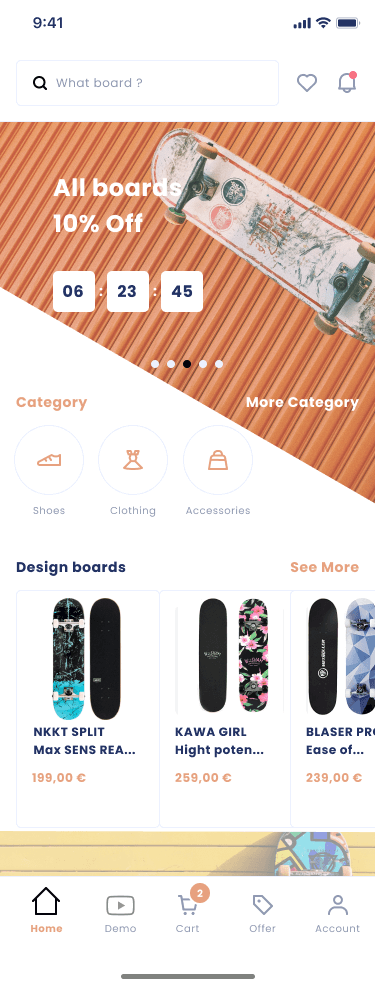 9:41
What board ?
All boards
10% Off
06 : 23 : 45
Category
More Category
Shoes
Clothing
Accessories
Design boards
See More
NKKT SPLIT
Max SENS REA...
199,00 €
KAWA GIRL
Hight poten...
259,00 €
BLASER PR
Ease of...
239,00 €
2
Home
Demo
Cart
Offer
Account